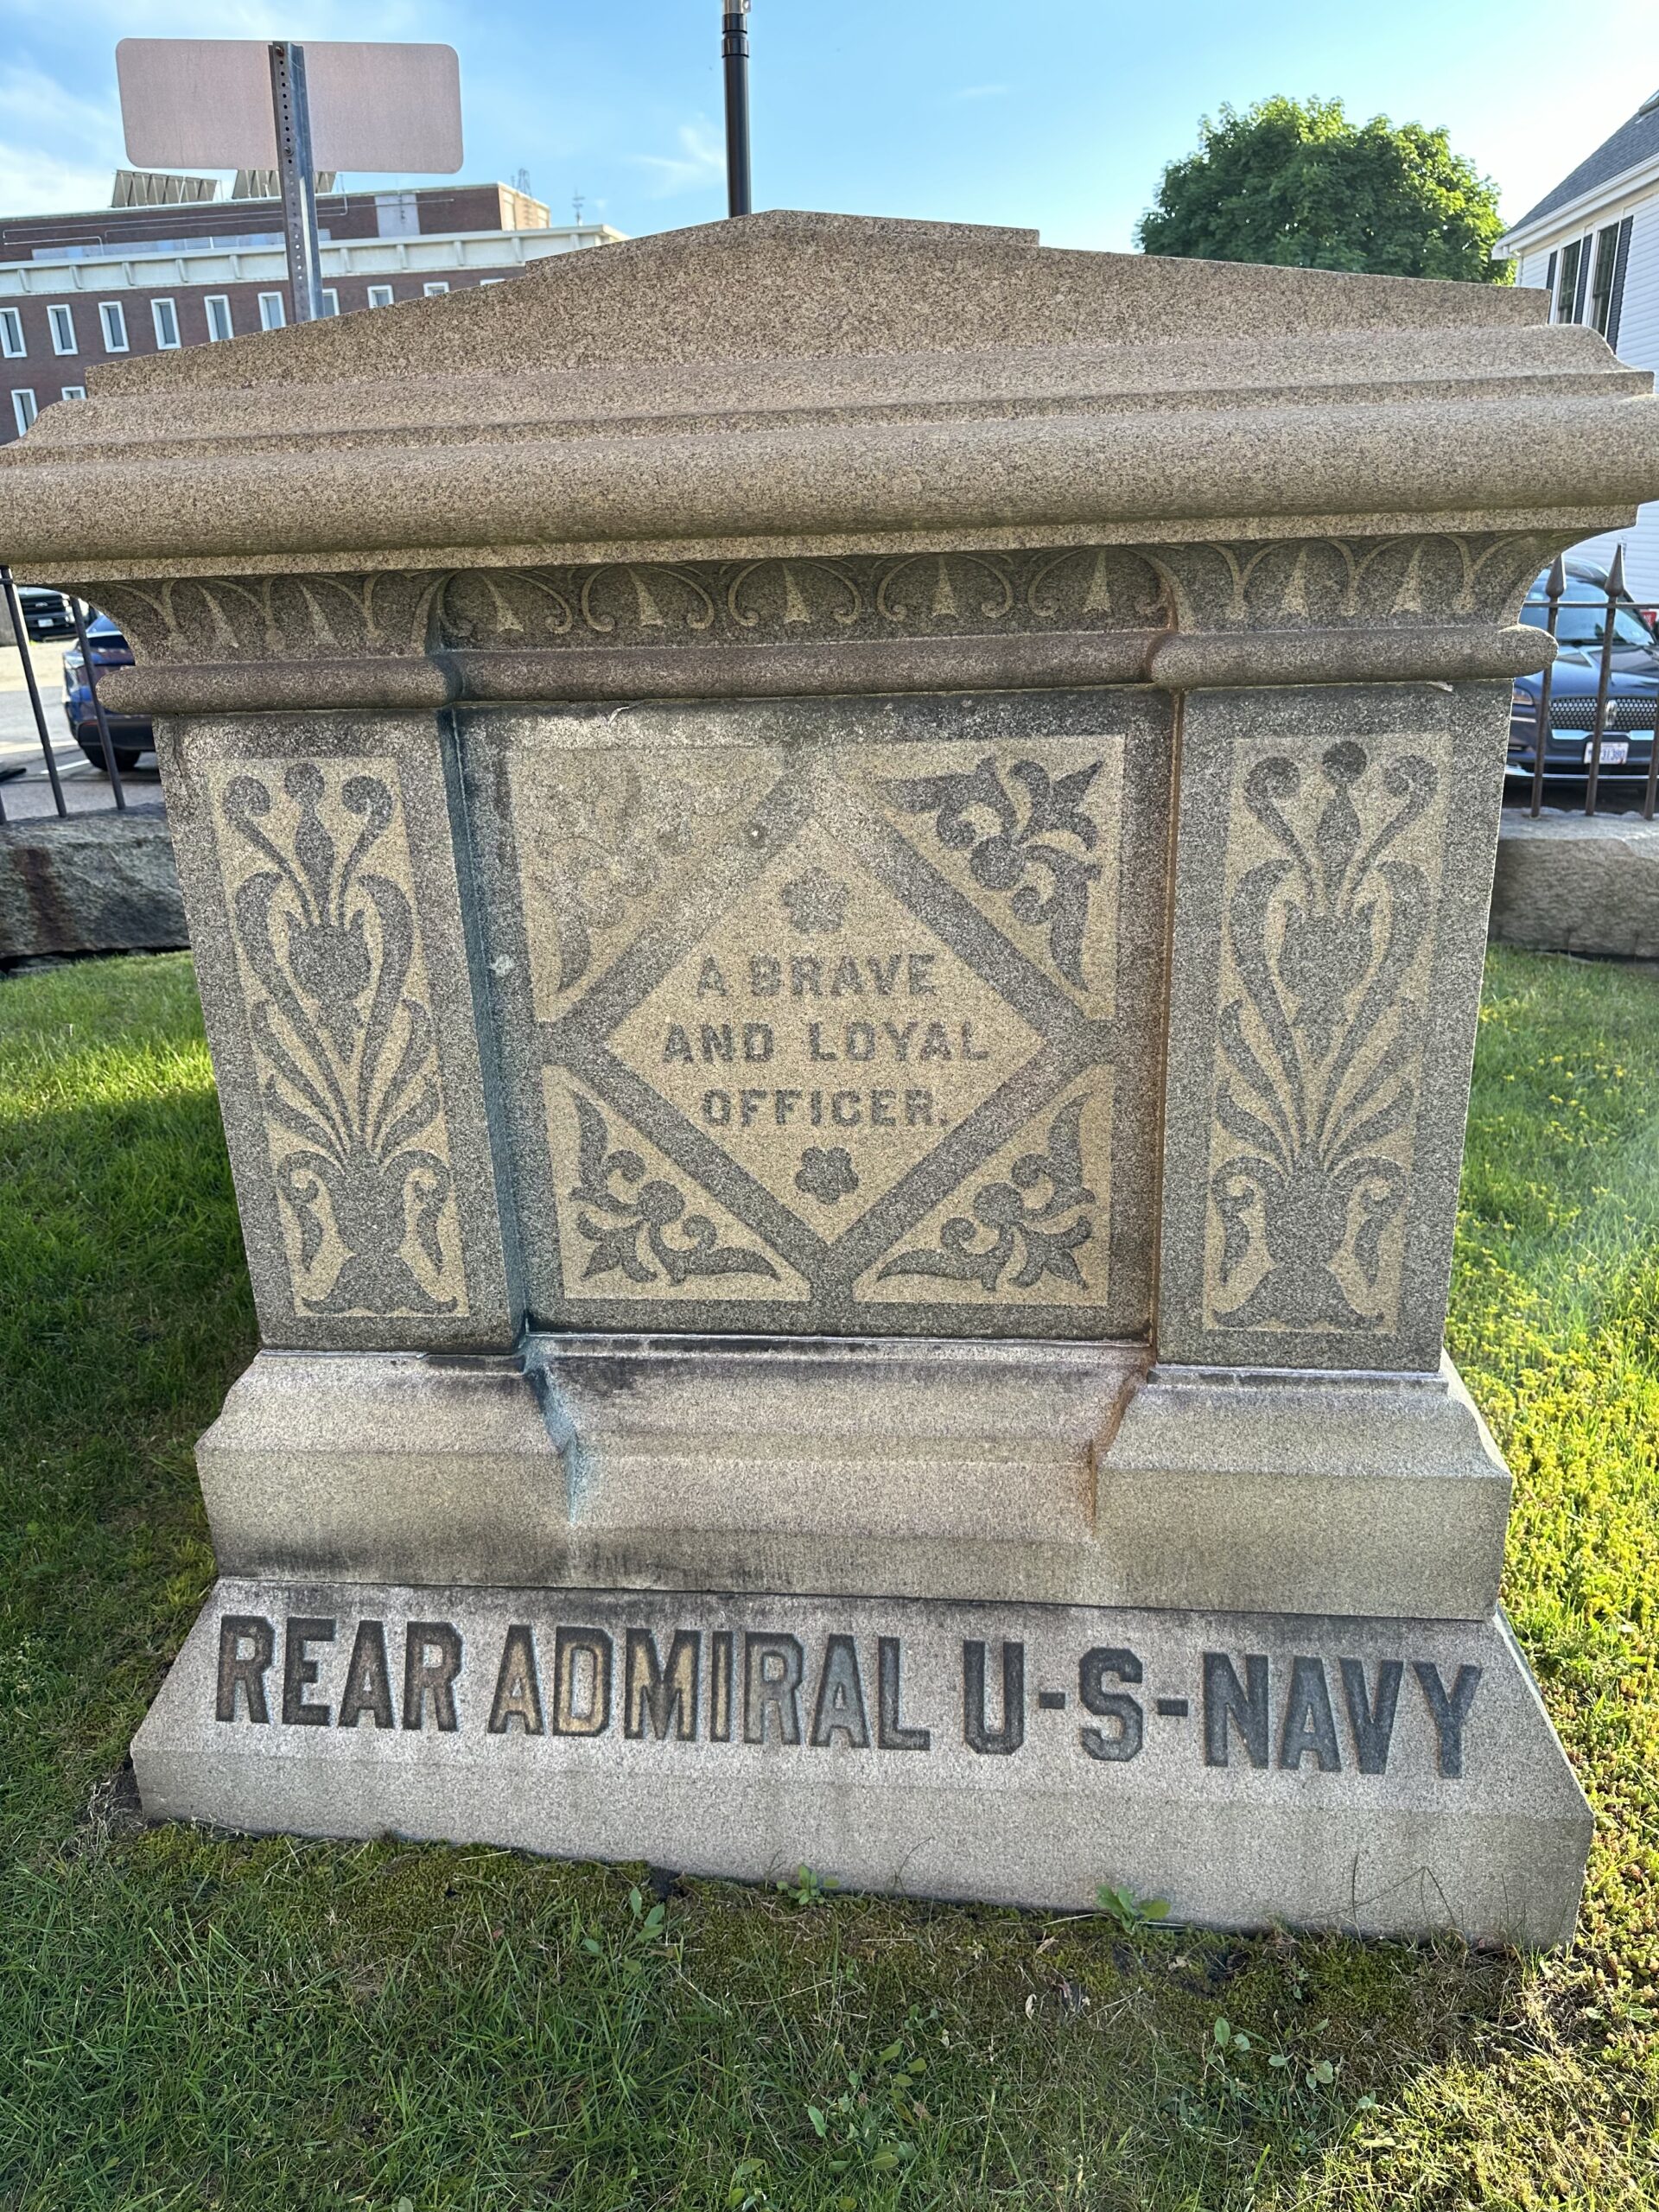 A BRAVE
AND LOYAL
OFFICER.
REAR ADMIRAL U-S-NAVY